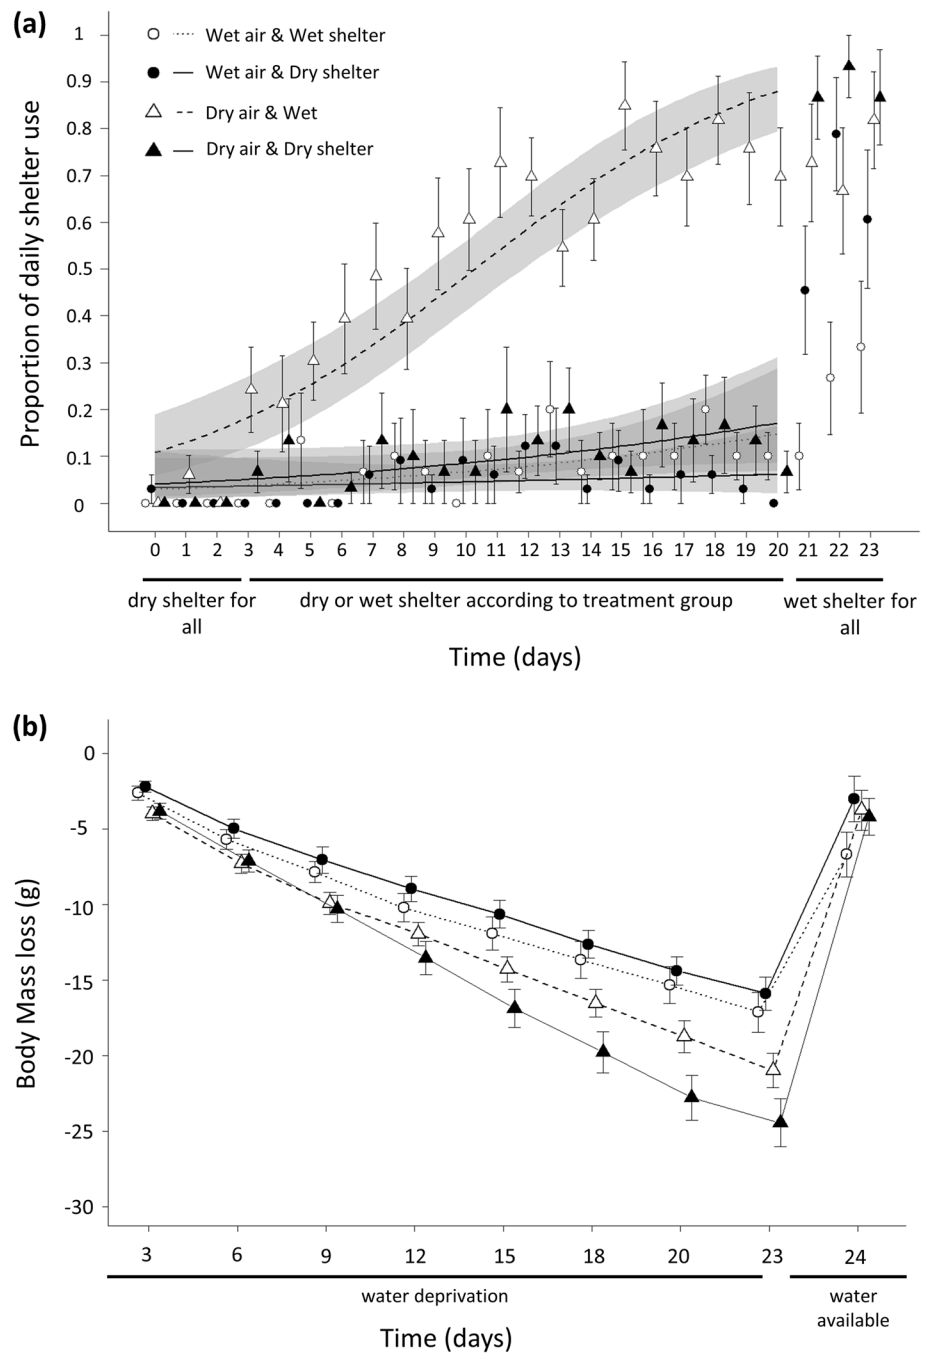 (a)
1
0.9
0.8
0.7
0.6
0.5
0.4
0.3
0.2
0.1
0
Proportion of daily shelter use
Wet air & Wet shelter
Wet air & Dry shelter
Dry air & Wet
Dry air & Dry shelter
0 1 2 3 4 5 6 7 8 9 10 11 12 13 14 15 16 17 18 19 20 21 22 23
dry shelter for all
dry or wet shelter according to treatment group
wet shelter for all
Time (days)
(b)
0
-5
-10
-15
-20
-25
-30
Body Mass loss (g)
3 6 9 12 15 18 20 23 24
water deprivation
water available
Time (days)